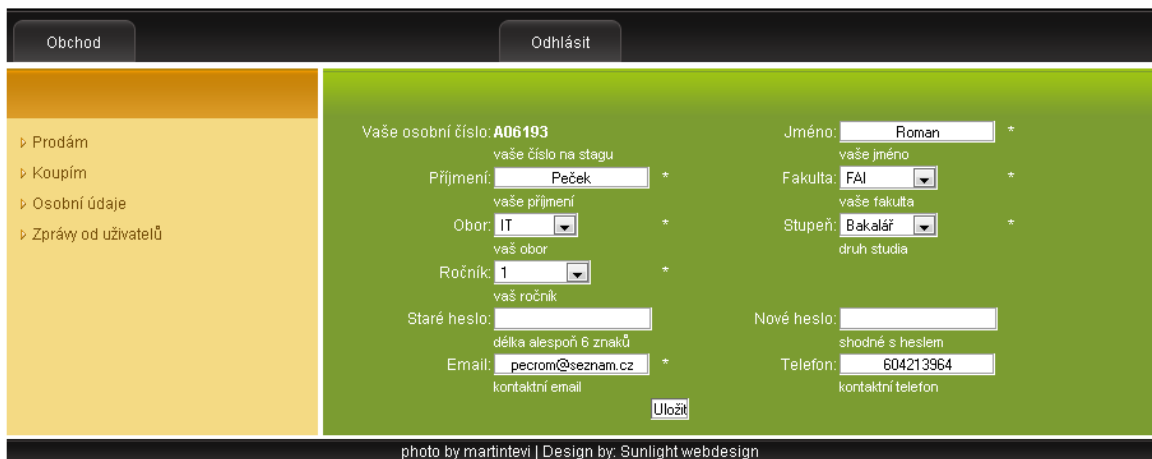 Obchod Odhlásit
Prodám
Koupím
Osobní údaje
Zprávy od uživatelů
Vaše osobní číslo: A06193 Jméno: Roman *
vaše číslo na stagu vaše jméno
Příjmení: Peček * Fakulta: FAI *
vaše příjmení vaše fakulta
Obor: IT * Stupeň: Bakalář *
vaš obor druh studia
Ročník: 1 *
vaš ročník
Staré heslo: Nové heslo:
délka alespoň 6 znaků shodné s heslem
Email: pecrom@seznam.cz * Telefon: 604213964
kontaktní email kontaktní telefon
Uložit
photo by martintevi | Design by: Sunlight webdesign